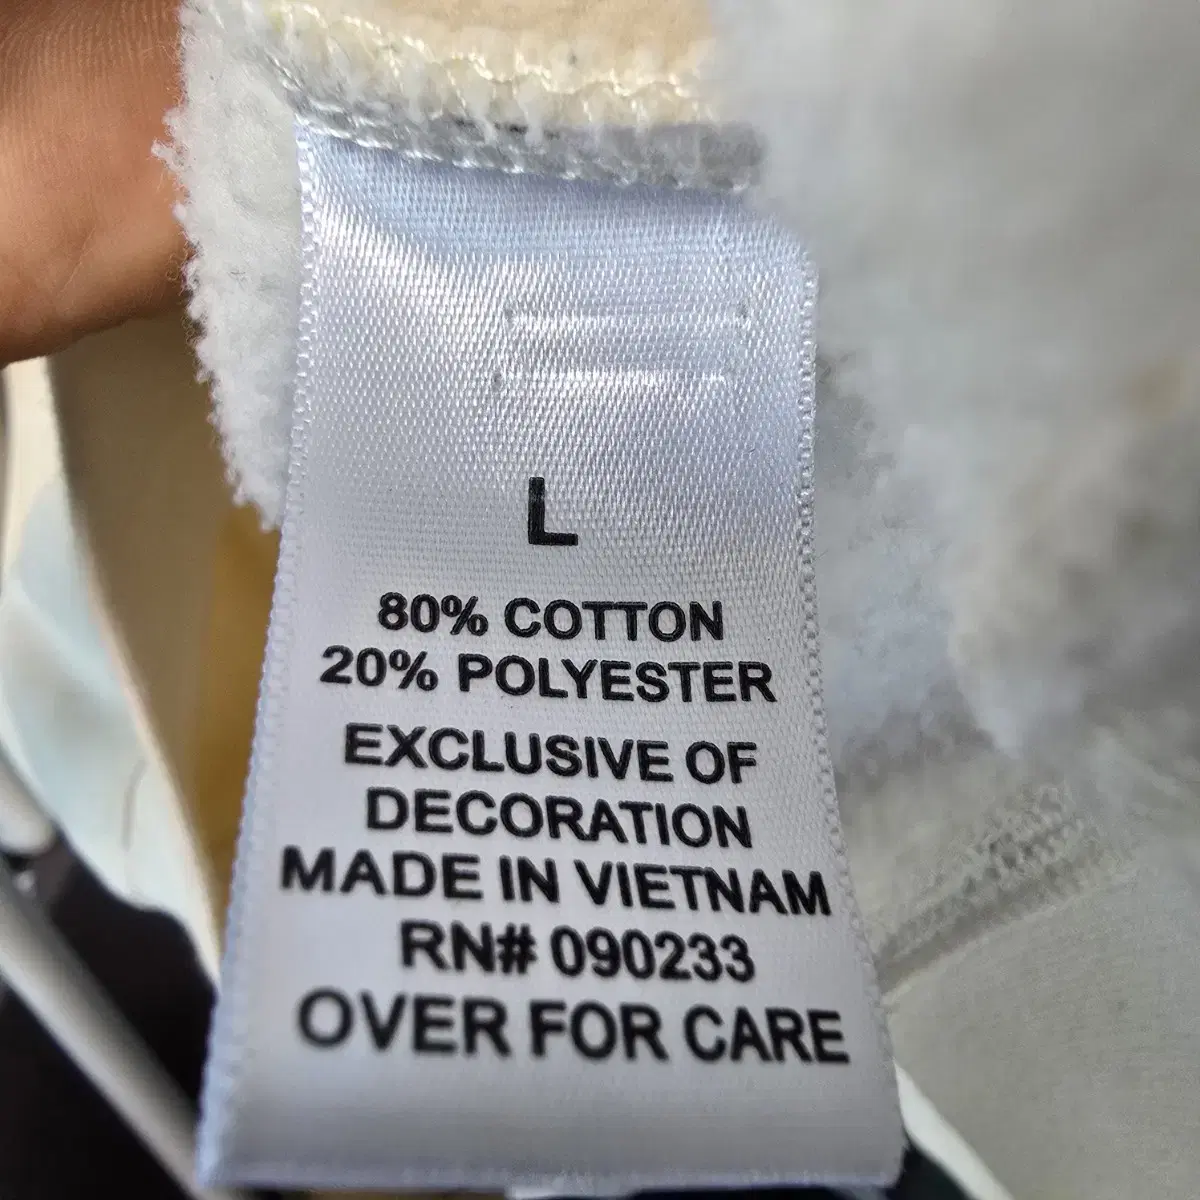 L
80% COTTON
20% POLYESTER
EXCLUSIVE OF
DECORATION
MADE IN VIETNAM
RN# 090233
OVER FOR CARE